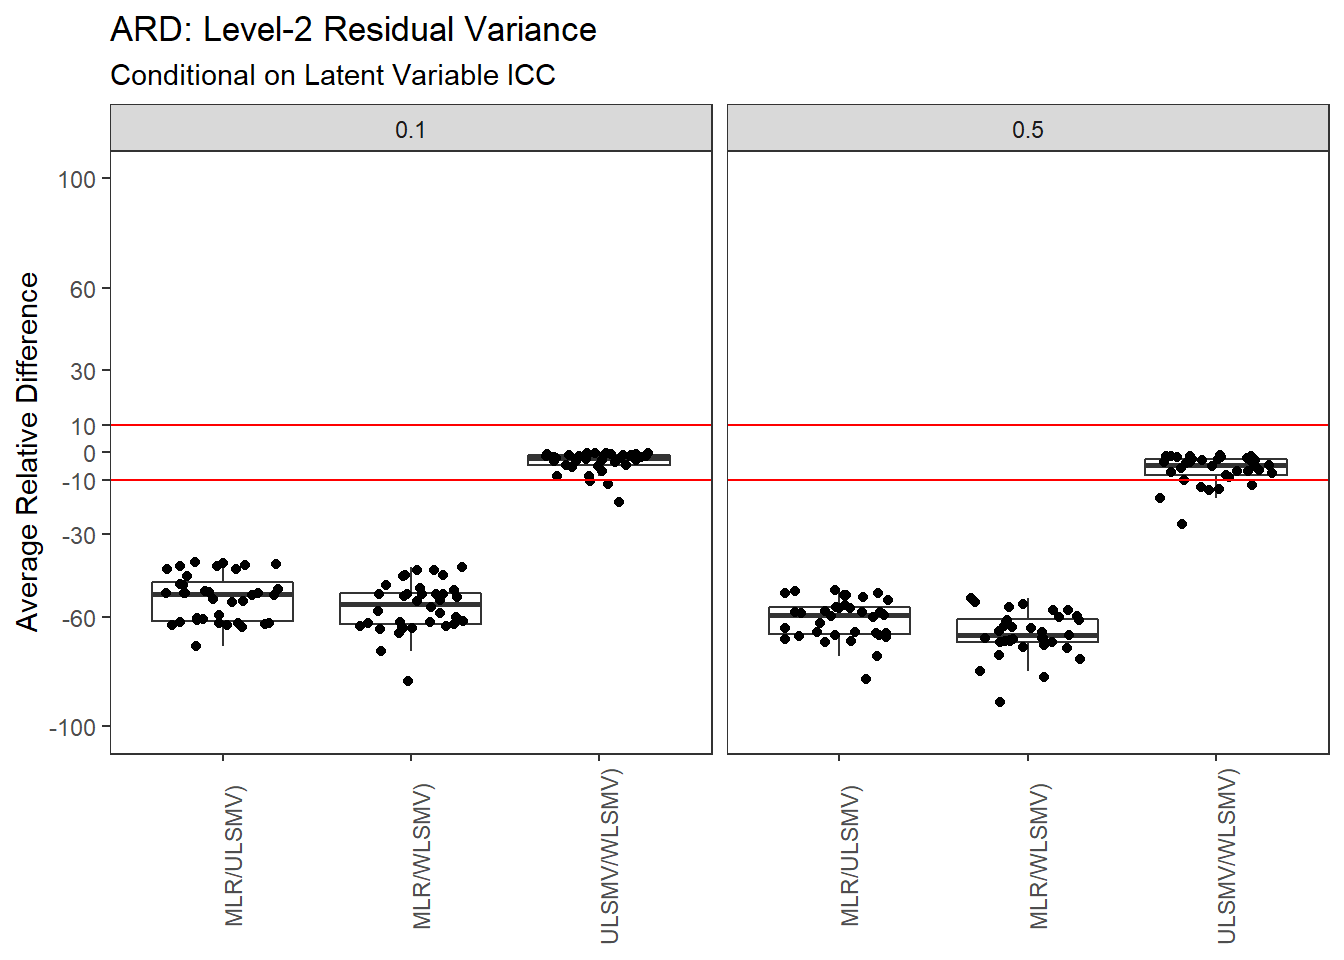 ARD: Level-2 Residual Variance
Conditional on Latent Variable ICC
0.1
0.5
Average Relative Difference
100
60
30
10
0
-10
-30
-60
-100
MLR/ULSMV)
MLR/WLSMV)
ULSMV/WLSMV)
MLR/ULSMV)
MLR/WLSMV)
ULSMV/WLSMV)